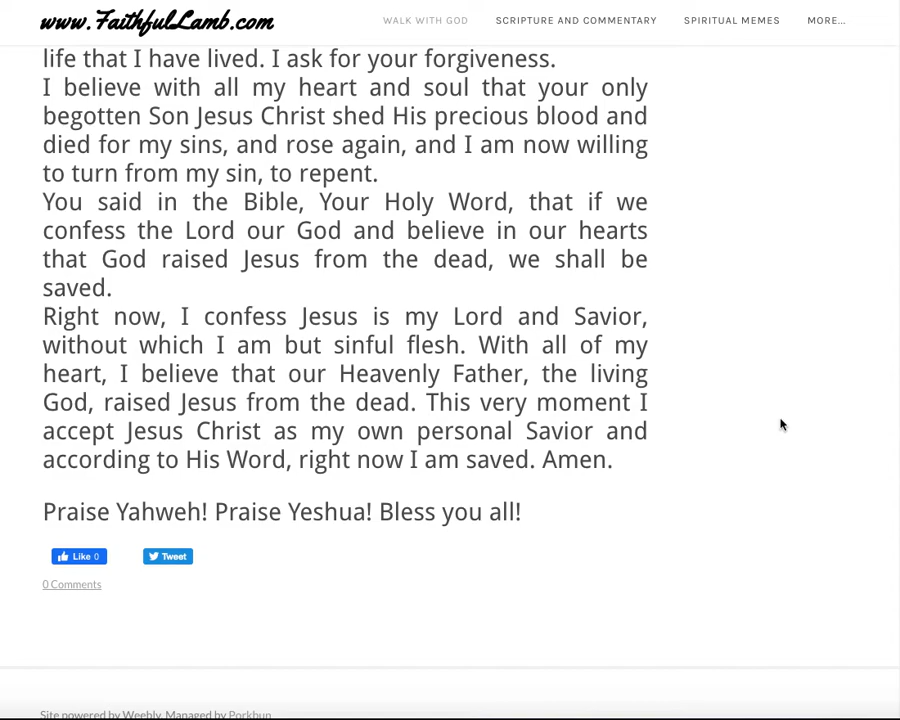 www.FaithfulLamb.com
WALK WITH GOD SCRIPTURE AND COMMENTARY SPIRITUAL MEMES MORE...
life that I have lived. I ask for your forgiveness.
I believe with all my heart and soul that your only
begotten Son Jesus Christ shed His precious blood and
died for my sins, and rose again, and I am now willing
to turn from my sin, to repent.
You said in the Bible, Your Holy Word, that if we
confess the Lord our God and believe in our hearts
that God raised Jesus from the dead, we shall be
saved.
Right now, I confess Jesus is my Lord and Savior,
without which I am but sinful flesh. With all of my
heart, I believe that our Heavenly Father, the living
God, raised Jesus from the dead. This very moment I
accept Jesus Christ as my own personal Savior and
according to His Word, right now I am saved. Amen.
Praise Yahweh! Praise Yeshua! Bless you all!
Like 0 Tweet
0 Comments
Site powered by Weebly. Managed by Porkbun